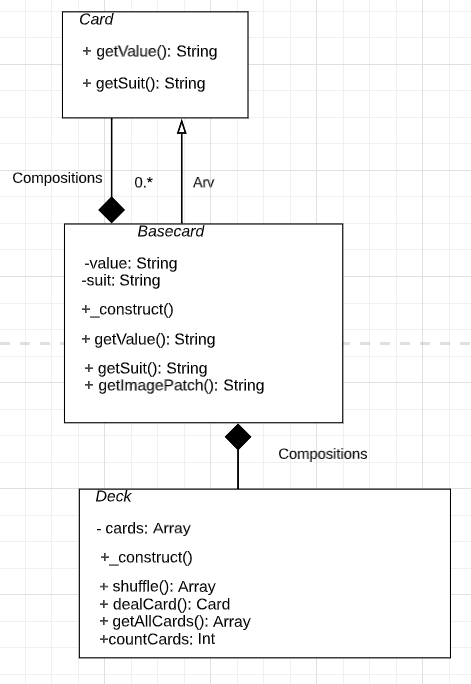 Card
+ getValue(): String
+ getSuit(): String
Compositions
0.*
Arv
Basecard
-value: String
-suit: String
+_construct()
+ getValue(): String
+ getSuit(): String
+ getImagePatch(): String
Compositions
Deck
- cards: Array
+_construct()
+ shuffle(): Array
+ dealCard(): Card
+ getAllCards(): Array
+countCards: Int